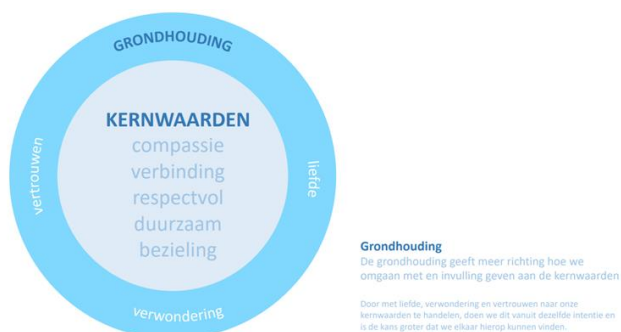 GRONDHOUDING
KERNWAARDEN
compassie
verbinding
respectvol
duurzaam
bezieling
vertrouwen
liefde
verwondering
Grondhouding
De grondhouding geeft meer richting hoe we
omgaan met en invulling geven aan de kernwaarden
Door met liefde, verwondering en vertrouwen naar onze
kernwaarden te handelen, doen we dit vanuit dezelfde intentie en
is de kans groter dat we elkaar hierop kunnen vinden.